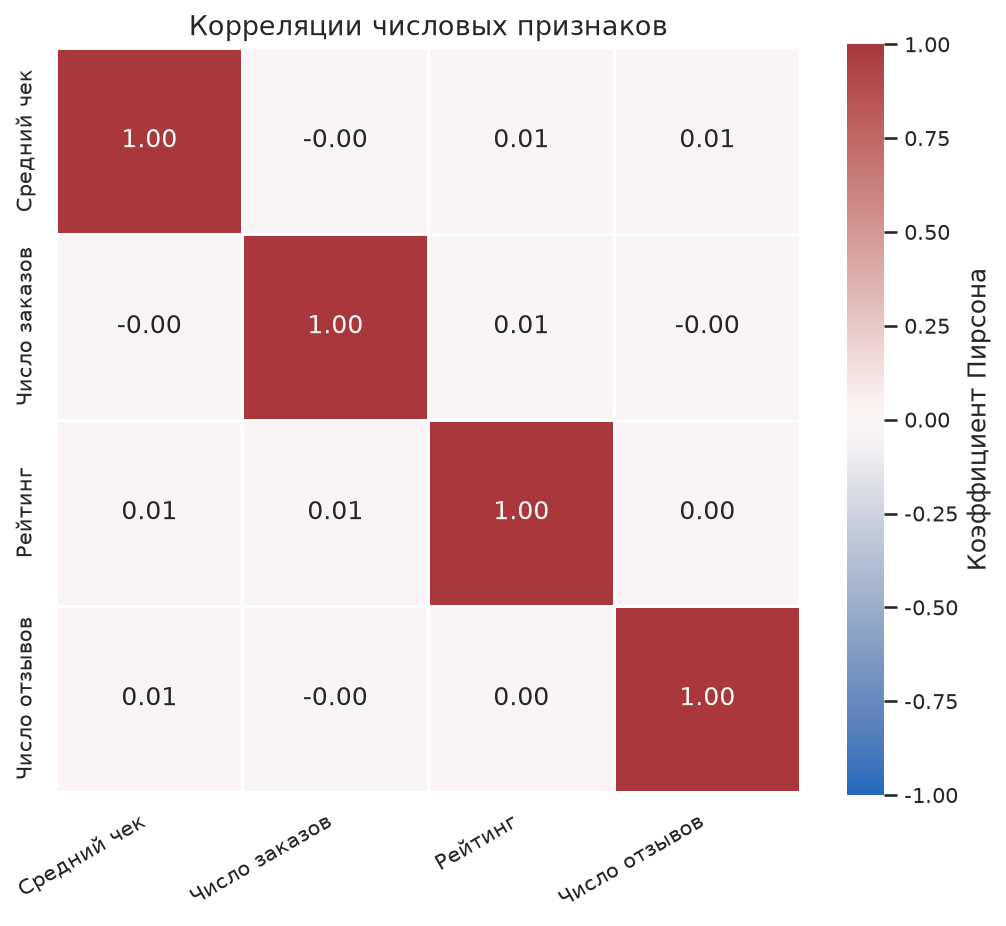 Корреляции числовых признаков
Средний чек
1.00 -0.00 0.01 0.01
Число заказов
-0.00 1.00 0.01 -0.00
Рейтинг
0.01 0.01 1.00 0.00
Число отзывов
0.01 -0.00 0.00 1.00
Средний чек
Число заказов
Рейтинг
Число отзывов
1.00
0.75
0.50
0.25
0.00
-0.25
-0.50
-0.75
-1.00
Коэффициент Пирсона